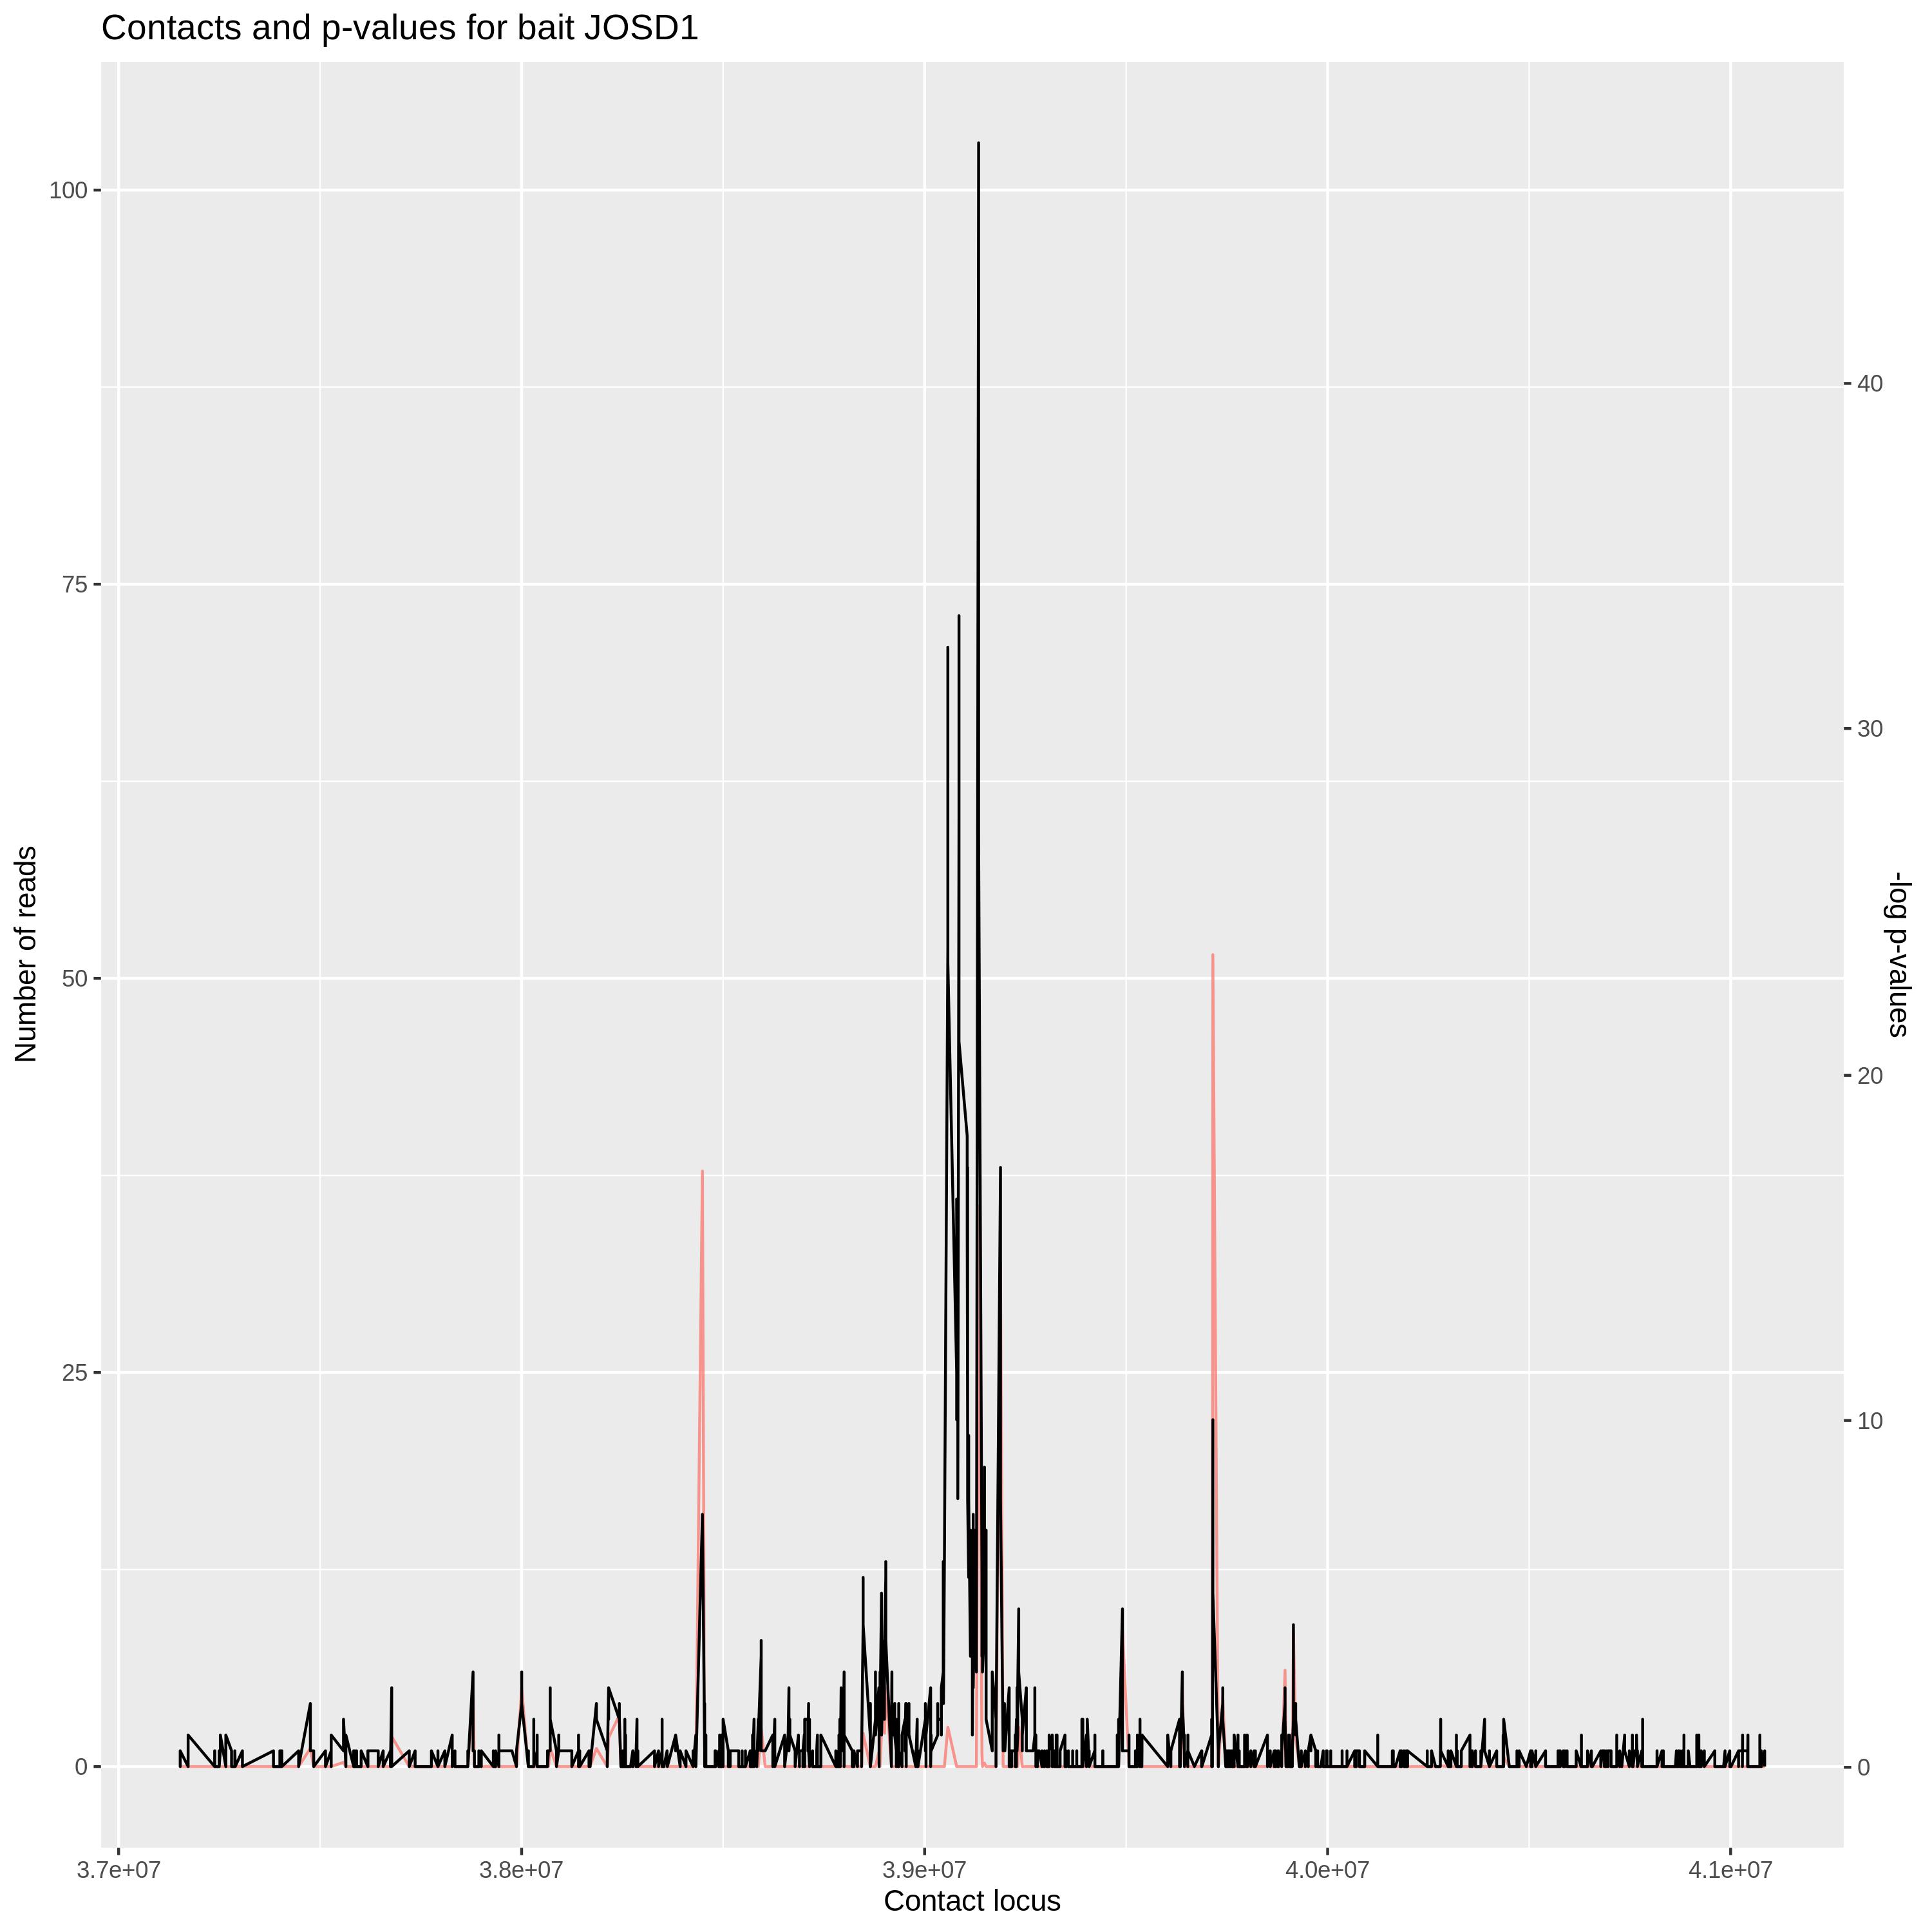 Contacts and p-values for bait JOSD1
100
75
50
25
0
Number of reads
40
30
20
10
0
-log p-values
3.7e+07
3.8e+07
3.9e+07
4.0e+07
4.1e+07
Contact locus